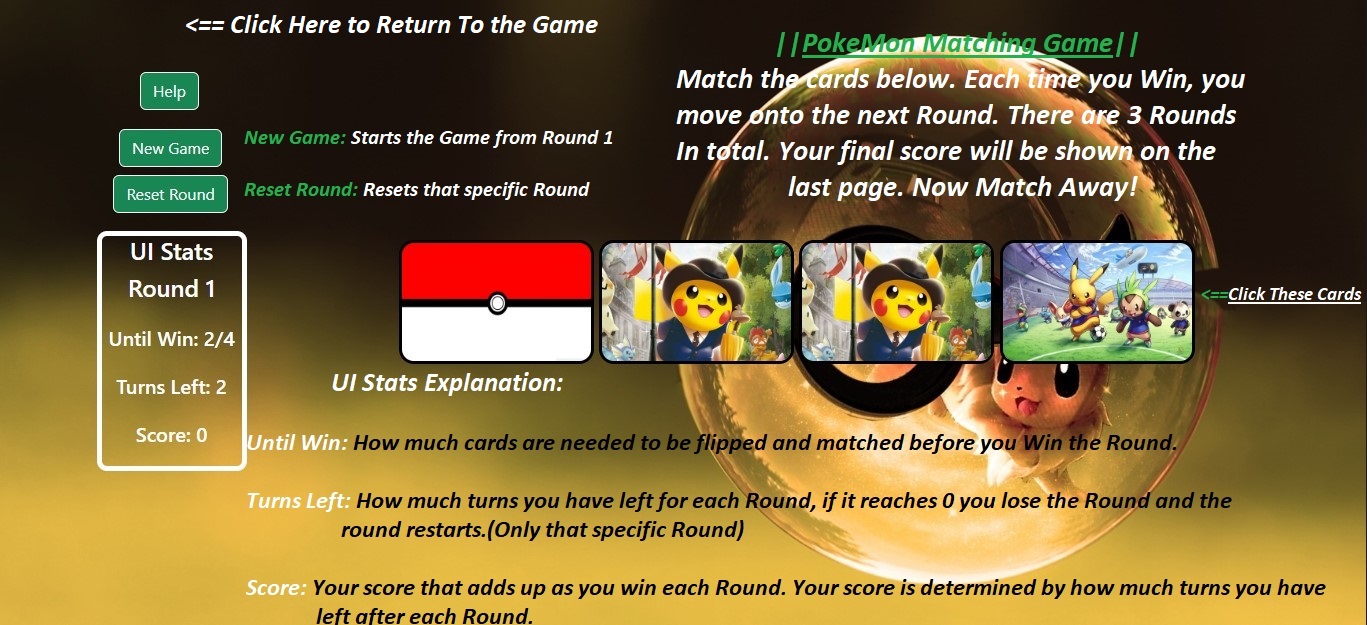 <== Click Here to Return To the Game
||PokeMon Matching Game||
Match the cards below. Each time you Win, you
move onto the next Round. There are 3 Rounds
In total. Your final score will be shown on the
last page. Now Match Away!
Help
New Game
New Game: Starts the Game from Round 1
Reset Round
Reset Round: Resets that specific Round
UI Stats
Round 1
Until Win: 2/4
Turns Left: 2
Score: 0
<==Click These Cards
UI Stats Explanation:
Until Win: How much cards are needed to be flipped and matched before you Win the Round.
Turns Left: How much turns you have left for each Round, if it reaches 0 you lose the Round and the
round restarts.(Only that specific Round)
Score: Your score that adds up as you win each Round. Your score is determined by how much turns you have
left after each Round.